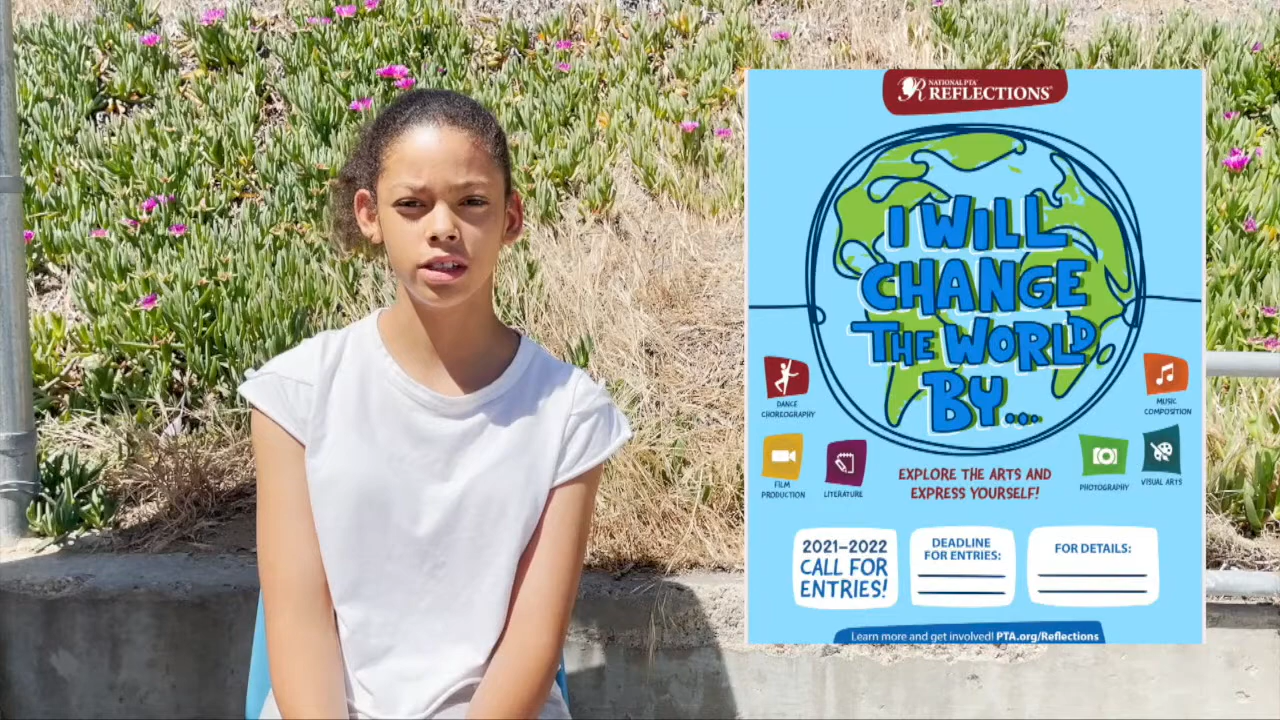 NATIONAL PTA®
REFLECTIONS®
I WILL
CHANGE
THE WORLD
BY...
DANCE
CHOREOGRAPHY
FILM
PRODUCTION
LITERATURE
MUSIC
COMPOSITION
PHOTOGRAPHY
VISUAL ARTS
EXPLORE THE ARTS AND
EXPRESS YOURSELF!
2021–2022
CALL FOR
ENTRIES!
DEADLINE
FOR ENTRIES:
FOR DETAILS:
Learn more and get involved! PTA.org/Reflections